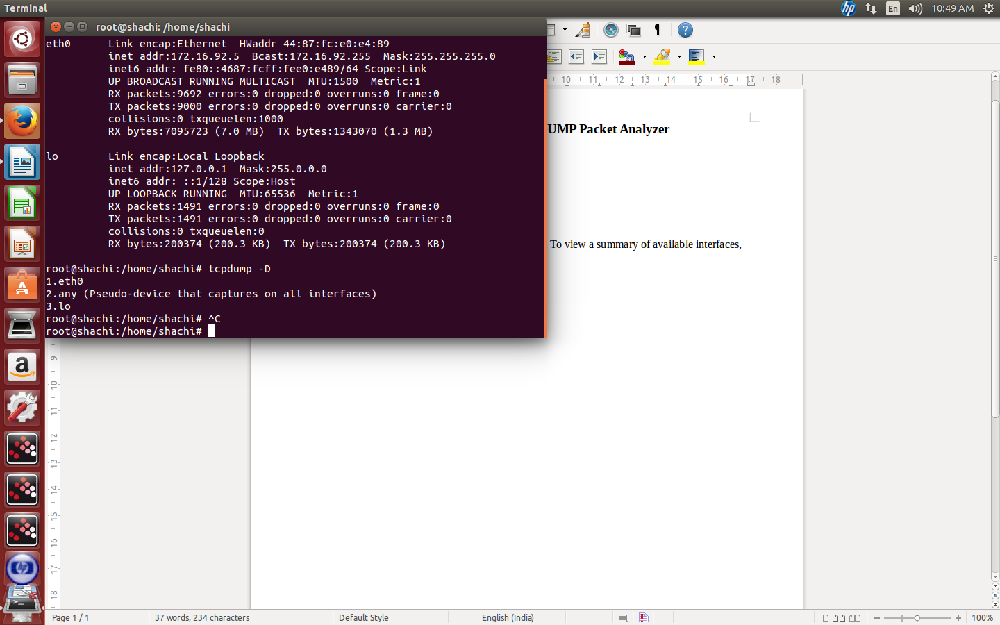 Terminal
En
10:49 AM
root@shachi: /home/shachi
eth0 Link encap:Ethernet HWaddr 44:87:fc:e0:e4:89
inet addr:172.16.92.5 Bcast:172.16.92.255 Mask:255.255.255.0
inet6 addr: fe80::4687:fcff:fee0:e489/64 Scope:Link
UP BROADCAST RUNNING MULTICAST MTU:1500 Metric:1
RX packets:9692 errors:0 dropped:0 overruns:0 frame:0
TX packets:9000 errors:0 dropped:0 overruns:0 carrier:0
collisions:0 txqueuelen:1000
RX bytes:7095723 (7.0 MB) TX bytes:1343070 (1.3 MB)
lo Link encap:Local Loopback
inet addr:127.0.0.1 Mask:255.0.0.0
inet6 addr: ::1/128 Scope:Host
UP LOOPBACK RUNNING MTU:65536 Metric:1
RX packets:1491 errors:0 dropped:0 overruns:0 frame:0
TX packets:1491 errors:0 dropped:0 overruns:0 carrier:0
collisions:0 txqueuelen:0
RX bytes:200374 (200.3 KB) TX bytes:200374 (200.3 KB)
root@shachi:/home/shachi# tcpdump -D
1.eth0
2.any (Pseudo-device that captures on all interfaces)
3.lo
root@shachi:/home/shachi# ^C
root@shachi:/home/shachi#
10 11 12 13 14 15 16 17 18
UMP Packet Analyzer
. To view a summary of available interfaces,
9
10
11
12
13
14
15
16
17
18
Page 1 / 1
37 words, 234 characters
Default Style
English (India)
100%